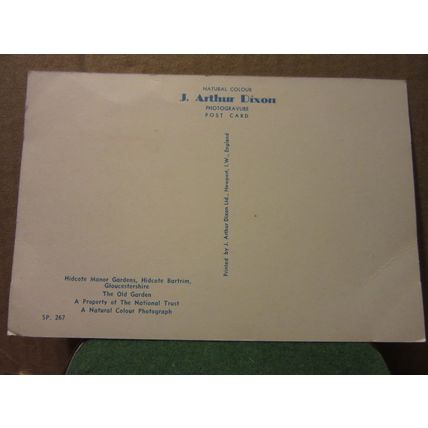 NATURAL COLOUR
J. Arthur Dixon
PHOTOGRAVURE
POST CARD
Printed by J. Arthur Dixon Ltd., Newport, I.W., England
Hidcote Manor Gardens, Hidcote Bartrim,
Gloucestershire
The Old Garden
A Property of The National Trust
A Natural Colour Photograph
SP. 267